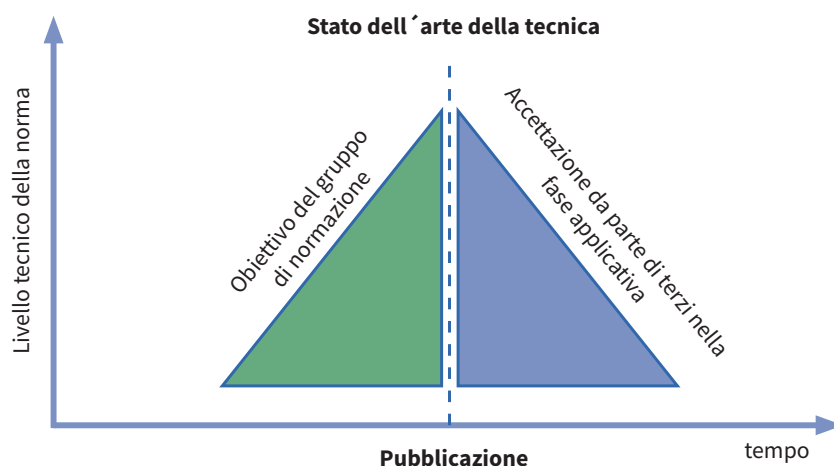 Stato dell´arte della tecnica
Livello tecnico della norma
Obiettivo del gruppo
di normazione
Accettazione da parte di terzi nella
fase applicativa
Pubblicazione
tempo